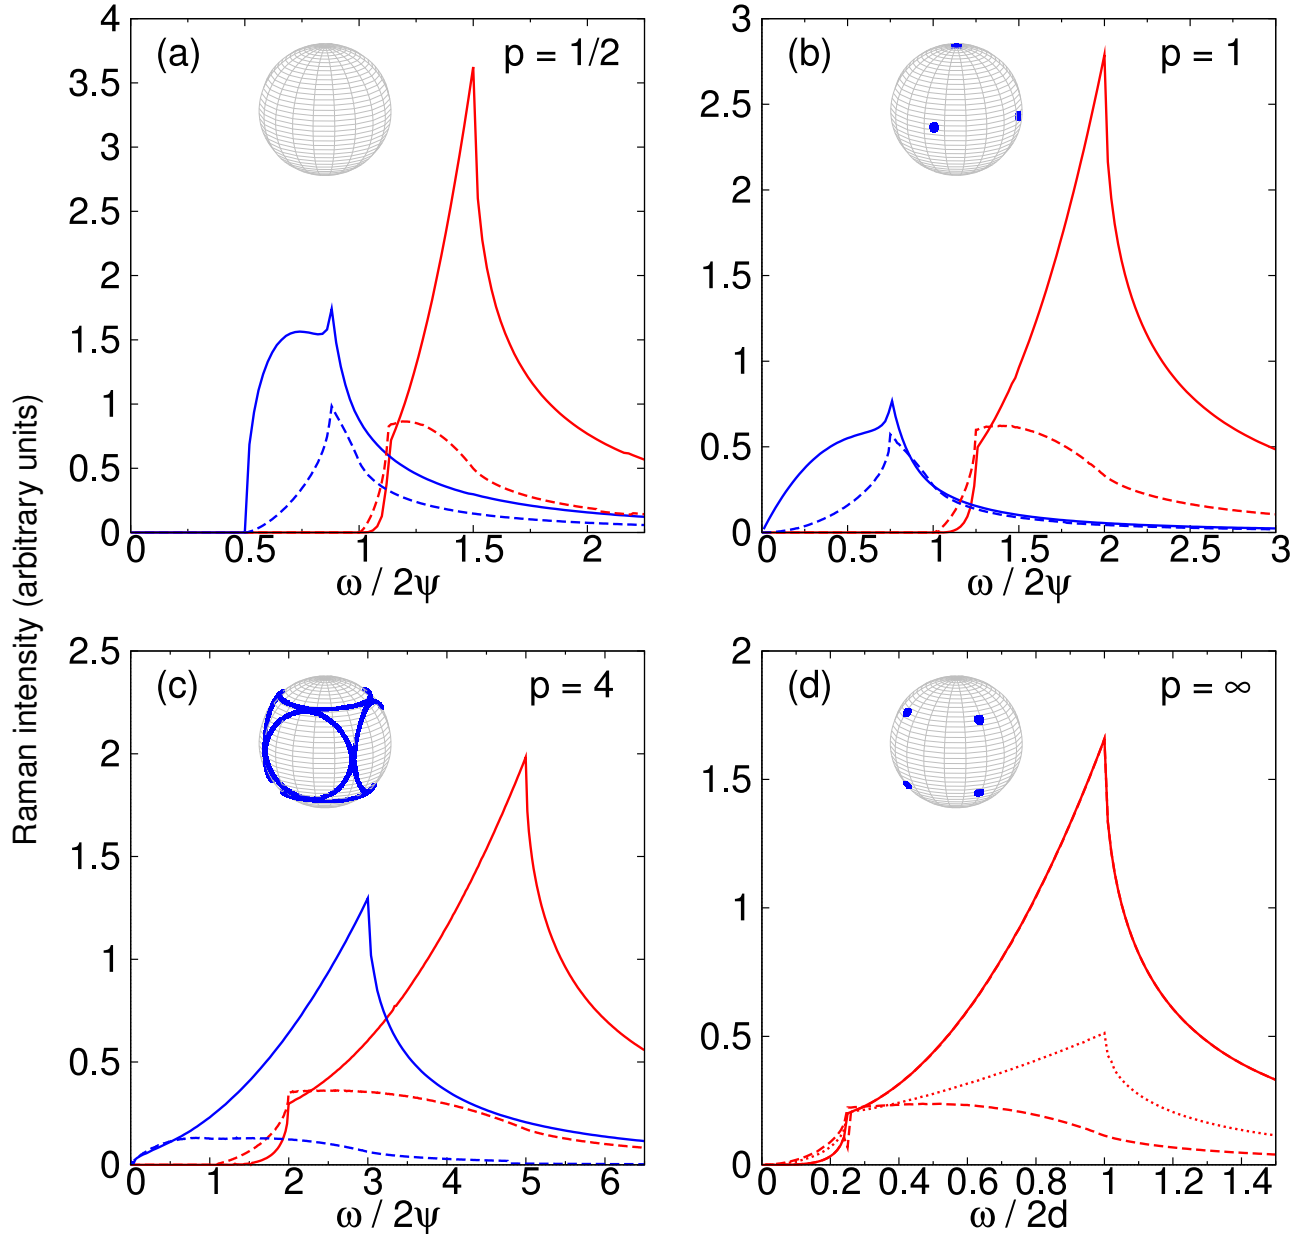 Raman intensity (arbitrary units)
(a)
p = 1/2
4
3.5
3
2.5
2
1.5
1
0.5
0
0 0.5 1 1.5 2
ω / 2ψ
(b)
p = 1
3
2.5
2
1.5
1
0.5
0
0 0.5 1 1.5 2 2.5 3
ω / 2ψ
(c)
p = 4
2.5
2
1.5
1
0.5
0
0 1 2 3 4 5 6
ω / 2ψ
(d)
p = ∞
2
1.5
1
0.5
0
0 0.2 0.4 0.6 0.8 1 1.2 1.4
ω / 2d